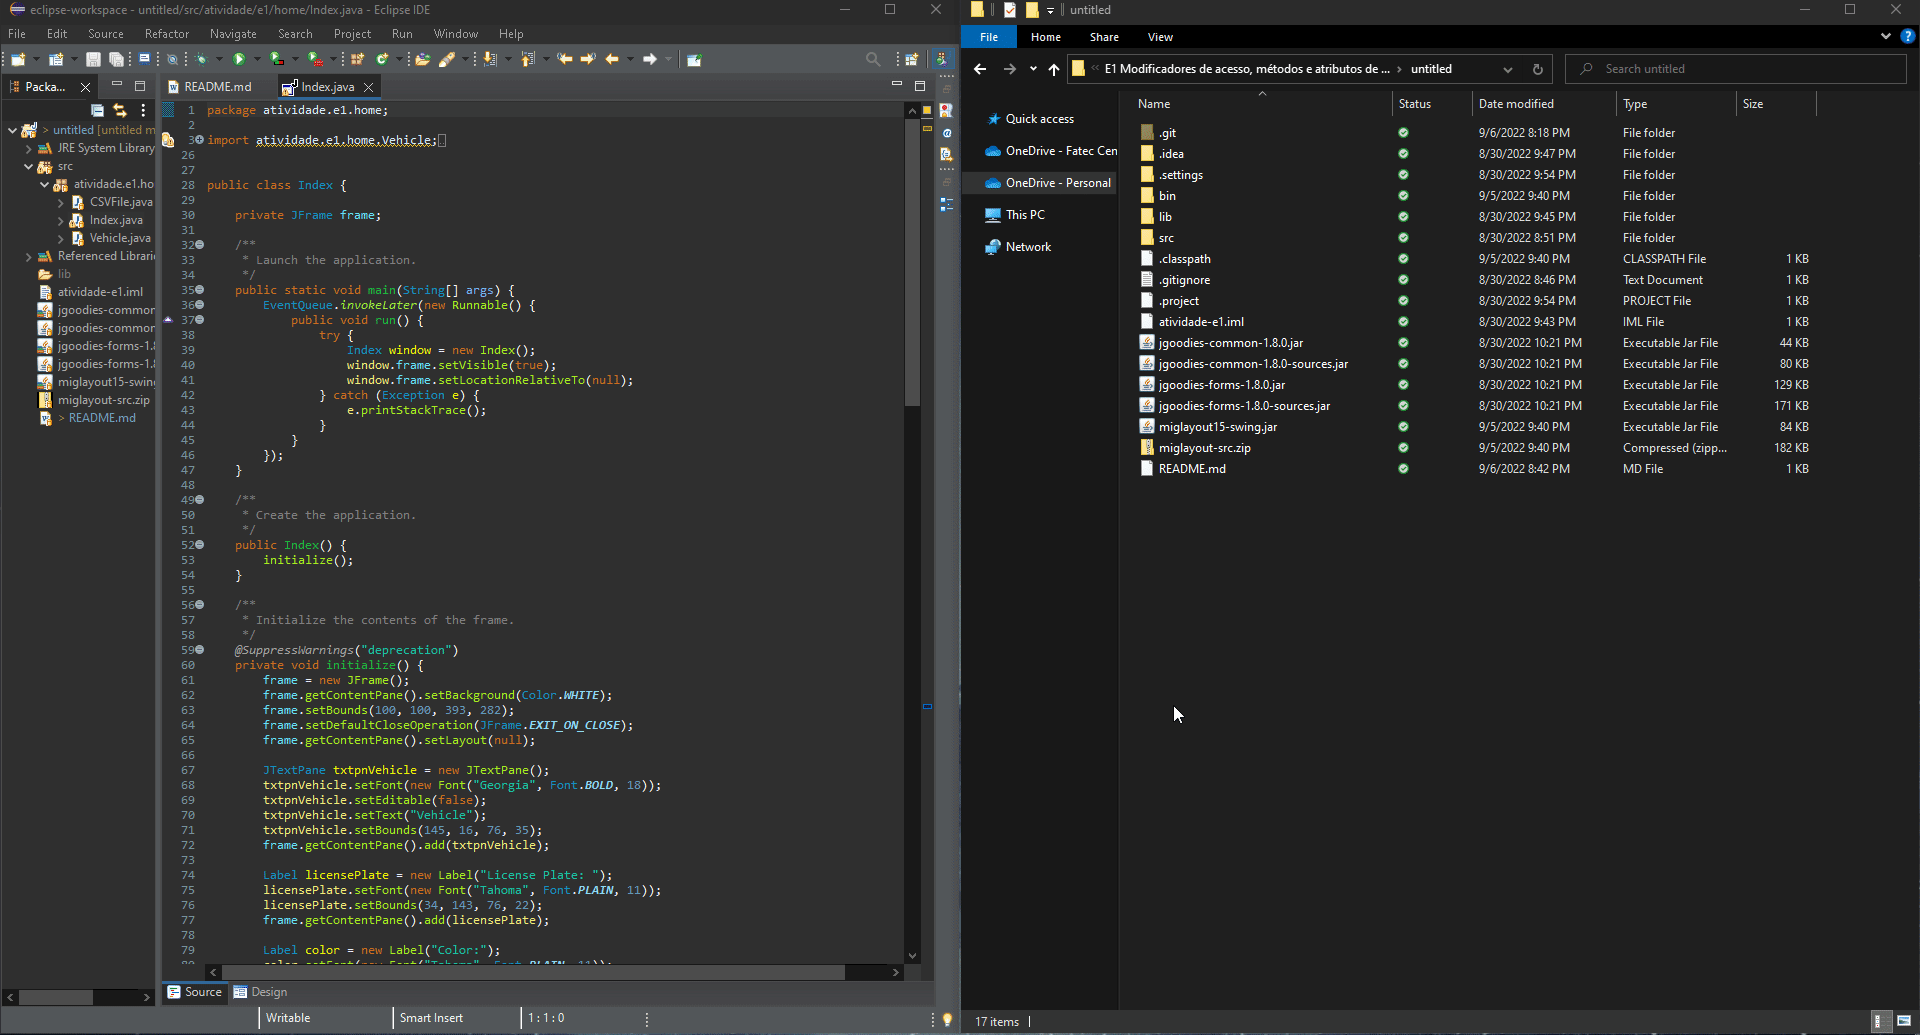 eclipse-workspace - untitled/src/atividade/e1/home/Index.java - Eclipse IDE
File Edit Source Refactor Navigate Search Project Run Window Help
Packa...
README.md
Index.java
> untitled [untitled m
JRE System Library
src
atividade.e1.ho
CSVFile.java
Index.java
Vehicle.java
Referenced Librari
lib
atividade-e1.iml
jgoodies-common
jgoodies-common
jgoodies-forms-1.8
jgoodies-forms-1.8
miglayout15-swing
miglayout-src.zip
> README.md
1 package atividade.e1.home;
2
3 import atividade.e1.home.Vehicle;
26
27
28 public class Index {
29
30 private JFrame frame;
31
32 /**
33 * Launch the application.
34 */
35 public static void main(String[] args) {
36 EventQueue.invokeLater(new Runnable() {
37 public void run() {
38 try {
39 Index window = new Index();
40 window.frame.setVisible(true);
41 window.frame.setLocationRelativeTo(null);
42 } catch (Exception e) {
43 e.printStackTrace();
44 }
45 }
46 });
47 }
48
49 /**
50 * Create the application.
51 */
52 public Index() {
53 initialize();
54 }
55
56 /**
57 * Initialize the contents of the frame.
58 */
59 @SuppressWarnings("deprecation")
60 private void initialize() {
61 frame = new JFrame();
62 frame.getContentPane().setBackground(Color.WHITE);
63 frame.setBounds(100, 100, 393, 282);
64 frame.setDefaultCloseOperation(JFrame.EXIT_ON_CLOSE);
65 frame.getContentPane().setLayout(null);
66
67 JTextPane txtpnVehicle = new JTextPane();
68 txtpnVehicle.setFont(new Font("Georgia", Font.BOLD, 18));
69 txtpnVehicle.setEditable(false);
70 txtpnVehicle.setText("Vehicle");
71 txtpnVehicle.setBounds(145, 16, 76, 35);
72 frame.getContentPane().add(txtpnVehicle);
73
74 Label licensePlate = new Label("License Plate: ");
75 licensePlate.setFont(new Font("Tahoma", Font.PLAIN, 11));
76 licensePlate.setBounds(34, 143, 76, 22);
77 frame.getContentPane().add(licensePlate);
78
79 Label color = new Label("Color:");
80 color.setFont(new Font("Tahoma", Font.PLAIN, 11));
Source Design
Writable Smart Insert 1 : 1 : 0
untitled
File Home Share View
« E1 Modificadores de acesso, métodos e atributos de ... > untitled
Search untitled
Quick access
OneDrive - Fatec Cen
OneDrive - Personal
This PC
Network
Name Status Date modified Type Size
.git 9/6/2022 8:18 PM File folder
.idea 8/30/2022 9:47 PM File folder
.settings 8/30/2022 9:54 PM File folder
bin 9/5/2022 9:40 PM File folder
lib 8/30/2022 9:45 PM File folder
src 8/30/2022 8:51 PM File folder
.classpath 9/5/2022 9:40 PM CLASSPATH File 1 KB
.gitignore 8/30/2022 8:46 PM Text Document 1 KB
.project 8/30/2022 9:54 PM PROJECT File 1 KB
atividade-e1.iml 8/30/2022 9:43 PM IML File 1 KB
jgoodies-common-1.8.0.jar 8/30/2022 10:21 PM Executable Jar File 44 KB
jgoodies-common-1.8.0-sources.jar 8/30/2022 10:21 PM Executable Jar File 80 KB
jgoodies-forms-1.8.0.jar 8/30/2022 10:21 PM Executable Jar File 129 KB
jgoodies-forms-1.8.0-sources.jar 8/30/2022 10:21 PM Executable Jar File 171 KB
miglayout15-swing.jar 9/5/2022 9:40 PM Executable Jar File 84 KB
miglayout-src.zip 9/5/2022 9:40 PM Compressed (zipp... 182 KB
README.md 9/6/2022 8:42 PM MD File 1 KB
17 items